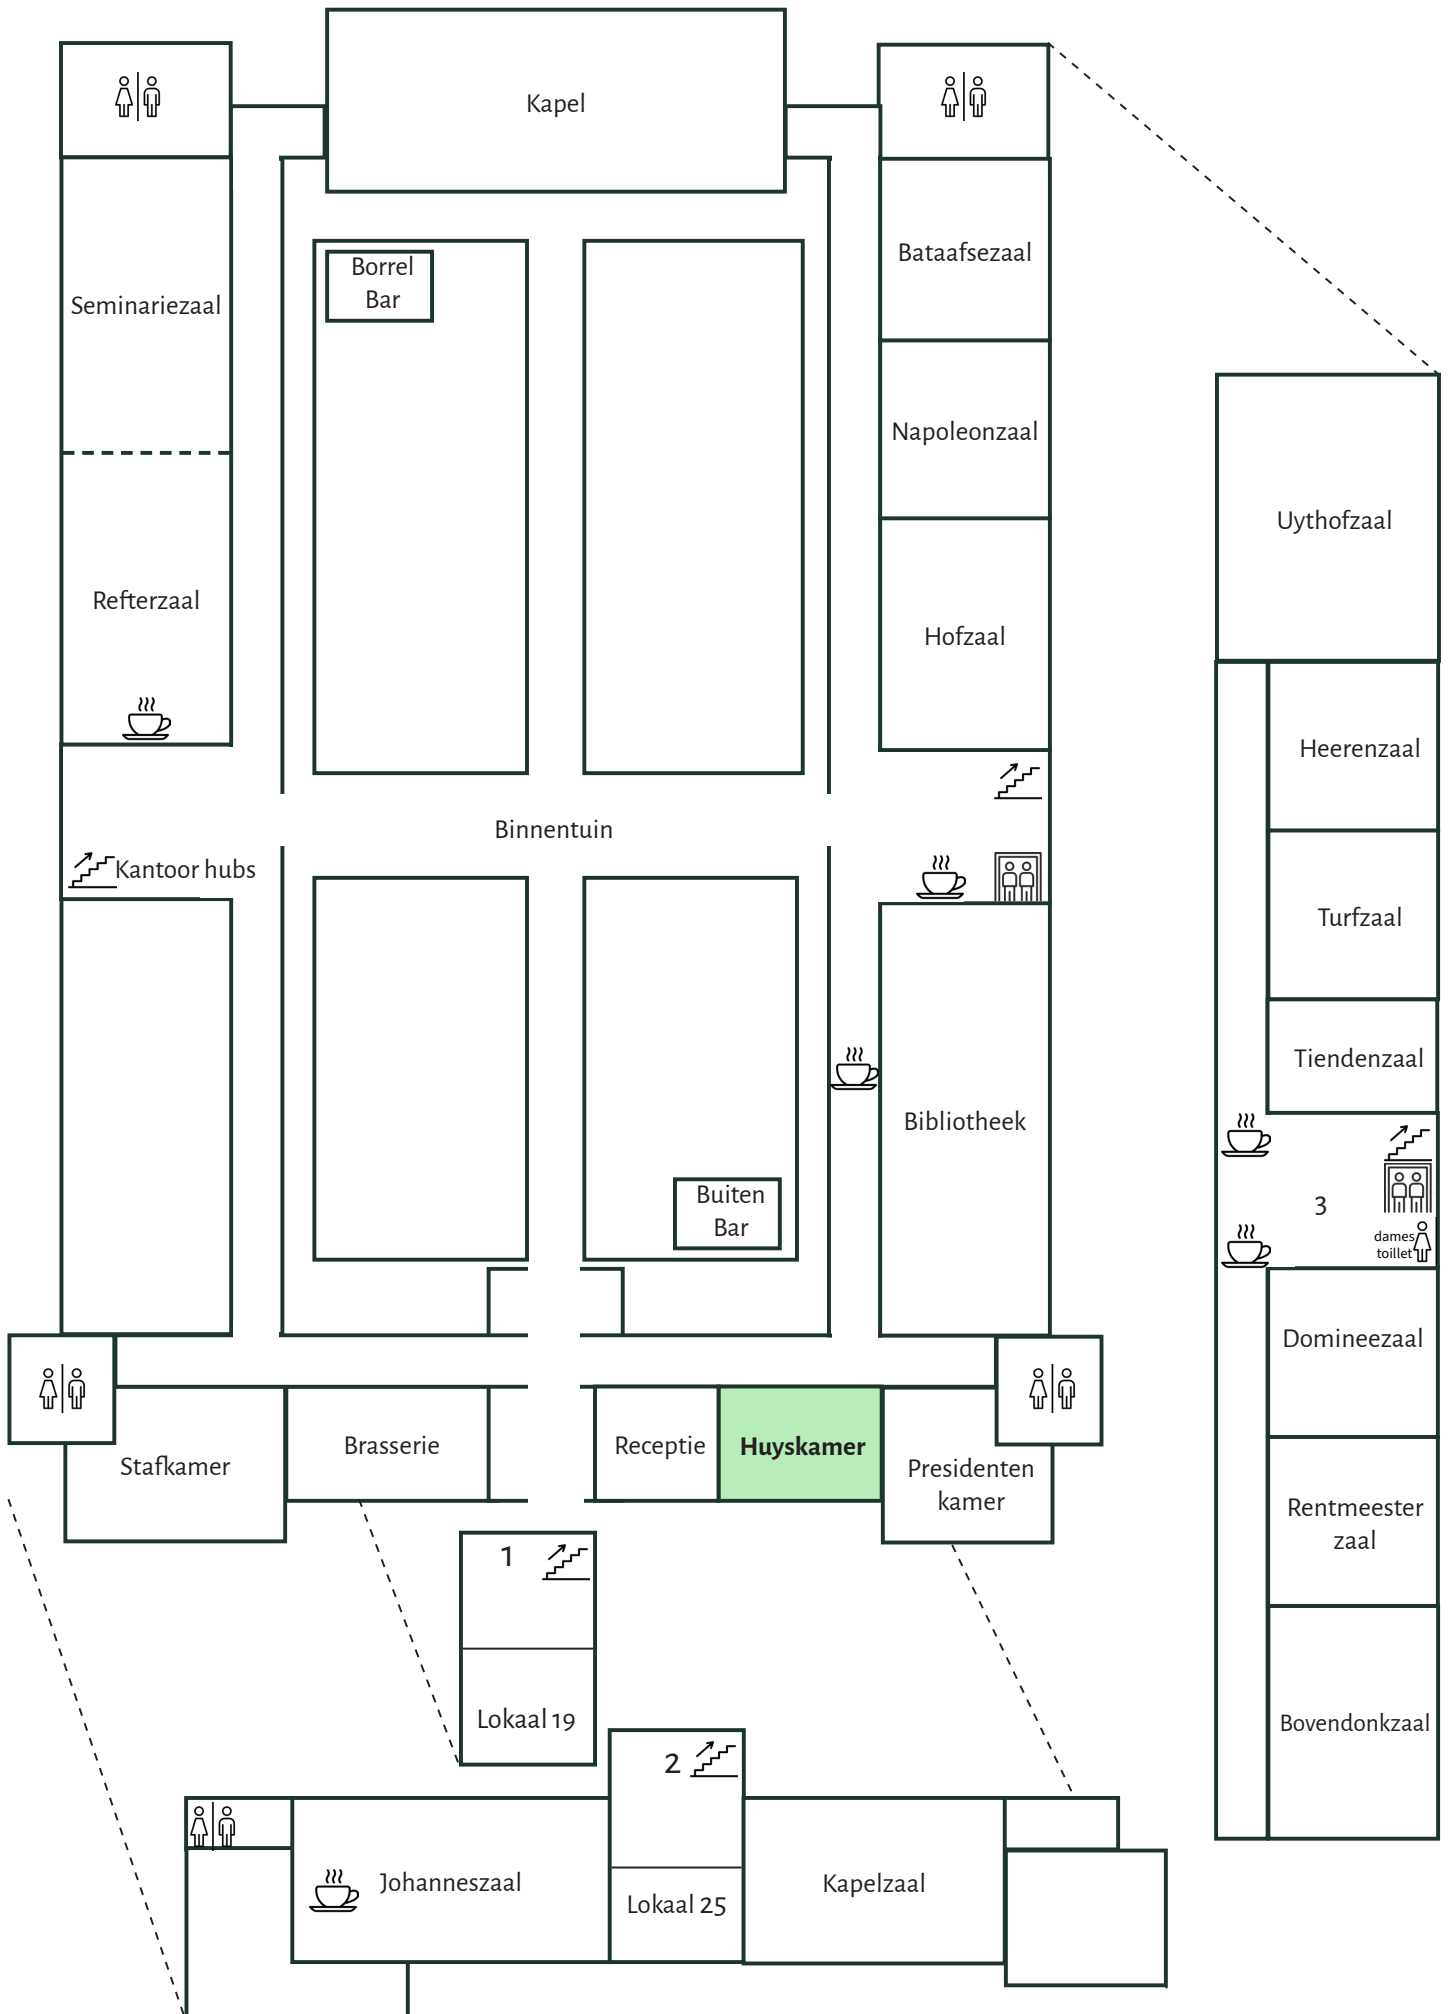 Kapel
Borrel
Bar
Bataafsezaal
Seminariezaal
Napoleonzaal
Uythofzaal
Refterzaal
Hofzaal
Heerenzaal
Binnentuin
Kantoor hubs
Turfzaal
Tiendenzaal
Bibliotheek
Buiten
Bar
3
dames
toillet
Domineezaal
Stafkamer
Brasserie
Receptie
Huyskamer
Presidenten
kamer
Rentmeester
zaal
1
Lokaal 19
Bovendonkzaal
2
Johanneszaal
Lokaal 25
Kapelzaal